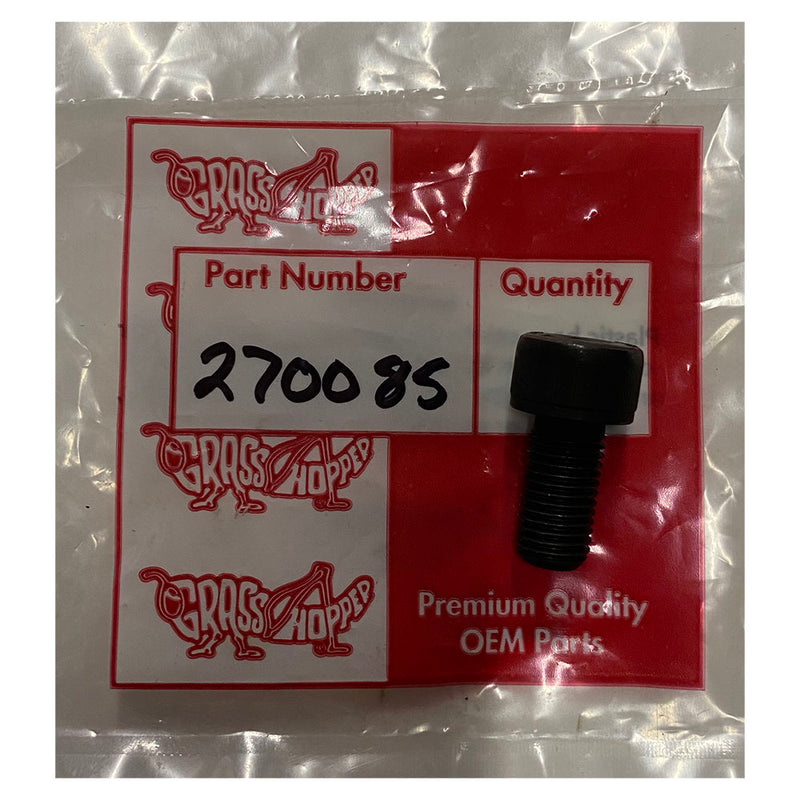 GRASSHOPPER
Part Number
Quantity
270085
GRASSHOPPER
GRASSHOPPER
Premium Quality
OEM Parts